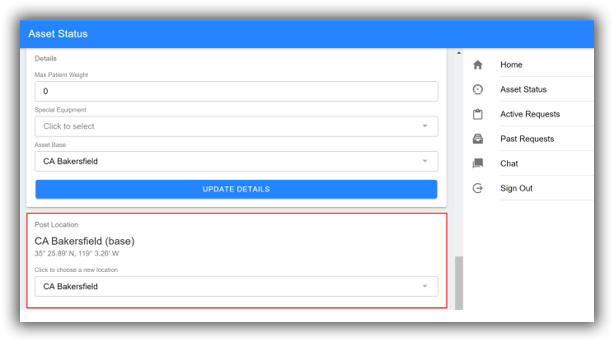 Asset Status
Details
Max Patient Weight
0
Special Equipment
Click to select
Asset Base
CA Bakersfield
UPDATE DETAILS
Post Location
CA Bakersfield (base)
35° 25.89' N, 119° 3.26' W
Click to choose a new location
CA Bakersfield
Home
Asset Status
Active Requests
Past Requests
Chat
Sign Out